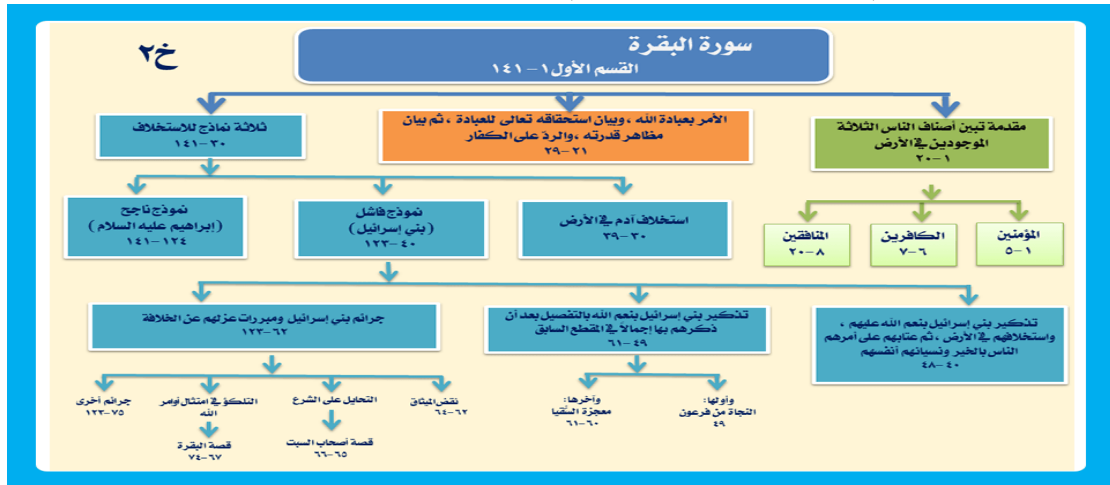 سورة البقرة
القسم الأول ١ – ١٤١
خ٢
مقدمة تبين أصناف الناس الثلاثة
الموجودين في الأرض
١ – ٢٠
الأمر بعبادة الله ، وبيان استحقاقه تعالى للعبادة ، ثم بيان
مظاهر قدرته ، والرد على الكفار
٢١ – ٢٩
ثلاثة نماذج للاستخلاف
٣٠ – ١٤١
المؤمنين
١ – ٥
الكافرين
٦ – ٧
المنافقين
٨ – ٢٠
استخلاف آدم في الأرض
٣٠ – ٣٩
نموذج فاشل
(بني إسرائيل)
٤٠ – ١٢٣
نموذج ناجح
(إبراهيم عليه السلام)
١٢٤ – ١٤١
تذكير بني إسرائيل بنعم الله عليهم ،
واستخلافهم في الأرض ، ثم عتابهم على أمرهم
الناس بالخير ونسيانهم أنفسهم
٤٠ – ٤٨
تذكير بني إسرائيل بنعم الله بالتفصيل بعد أن
ذكرهم بها إجمالاً في المقطع السابق
٤٩ – ٦١
جرائم بني إسرائيل ومبررات عزلهم عن الخلافة
٦٢ – ١٢٣
وأولها:
النجاة من فرعون
٤٩
وآخرها:
معجزة السُّقيا
٦٠ – ٦١
نقض الميثاق
٦٢ – ٦٤
التحايل على الشرع
قصة أصحاب السبت
٦٥ – ٦٦
التلكؤ في امتثال أوامر
الله
قصة البقرة
٦٧ – ٧٤
جرائم أخرى
٧٥ – ١٢٣